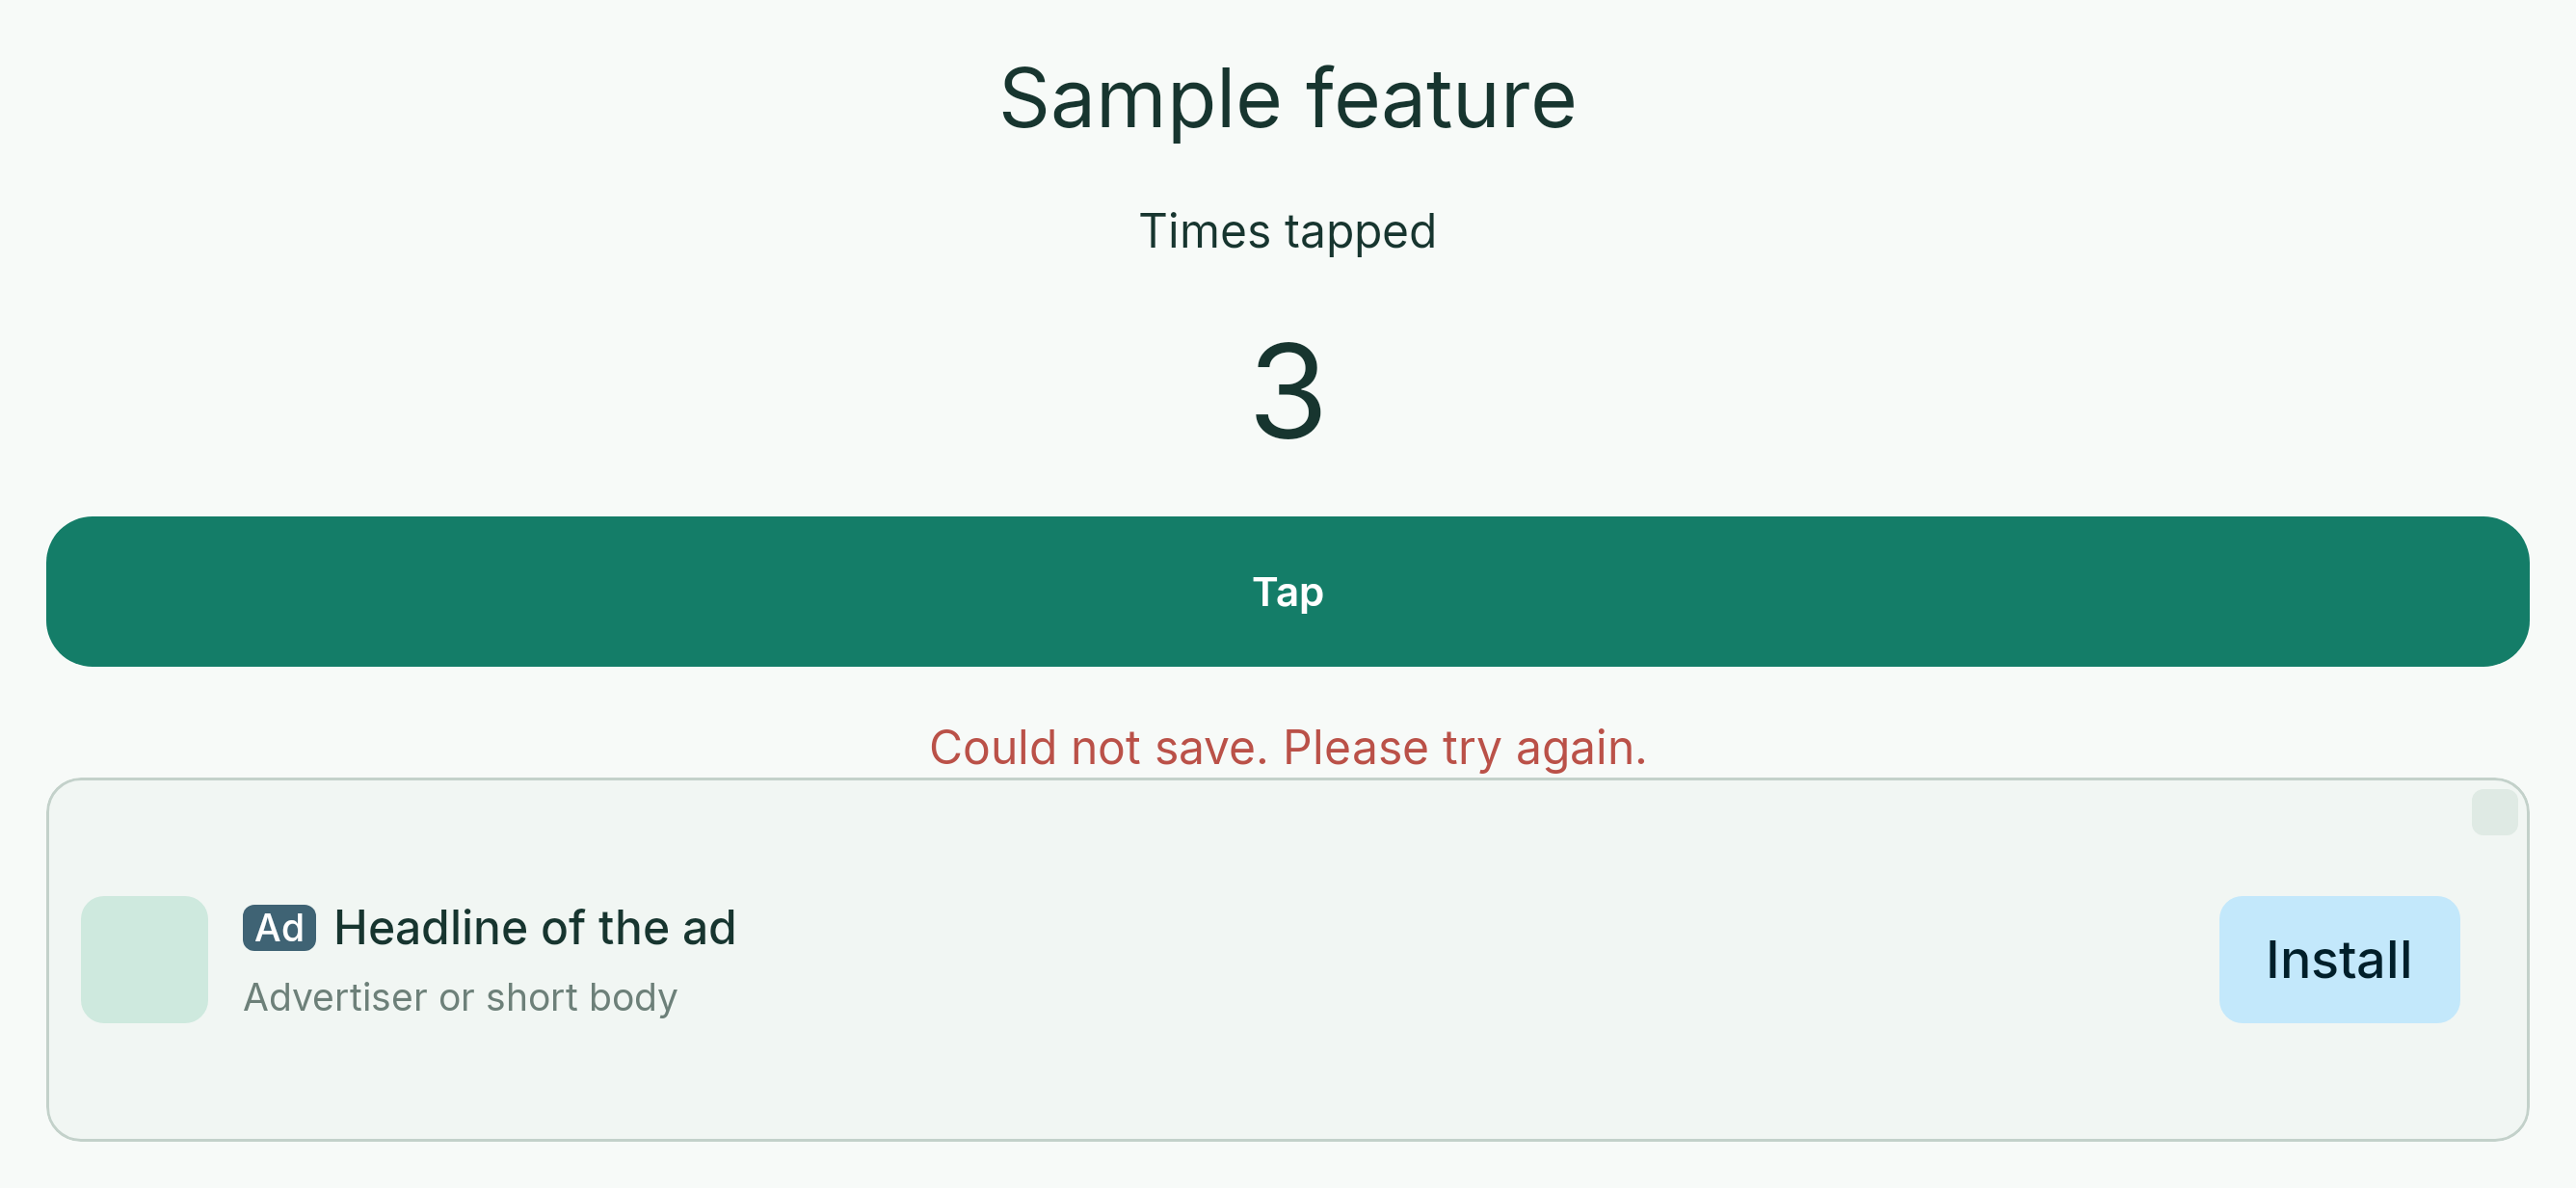 Sample feature
Times tapped
3
Tap
Could not save. Please try again.
Ad Headline of the ad
Advertiser or short body
Install